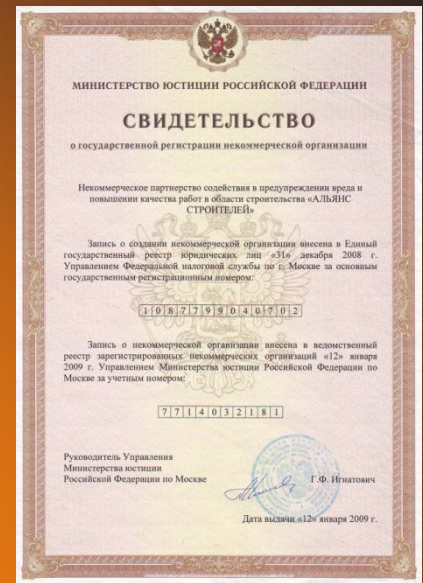 МИНИСТЕРСТВО ЮСТИЦИИ РОССИЙСКОЙ ФЕДЕРАЦИИ
СВИДЕТЕЛЬСТВО
о государственной регистрации некоммерческой организации
Некоммерческое партнерство содействия в предупреждении вреда и
повышении качества работ в области строительства «АЛЬЯНС
СТРОИТЕЛЕЙ»
Запись о создании некоммерческой организации внесена в Единый
государственный реестр юридических лиц «31» декабря 2008 г.
Управлением Федеральной налоговой службы по г. Москве за основным
государственным регистрационным номером:
1087799040702
Запись о некоммерческой организации внесена в ведомственный
реестр зарегистрированных некоммерческих организаций «12» января
2009 г. Управлением Министерства юстиции Российской Федерации по
Москве за учетным номером:
7714032181
Руководитель Управления
Министерства юстиции
Российской Федерации по Москве
Г.Ф. Игнатович
Дата выдачи «12» января 2009 г.